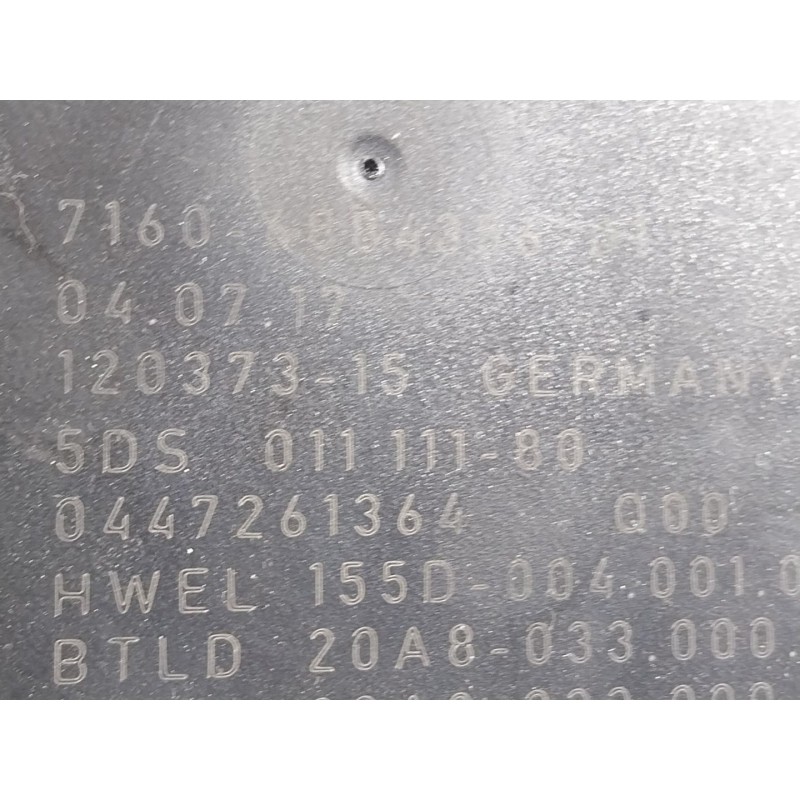 7160
04.07.17
120373-15 GERMANY
5DS 011 111-80
0447261364 Q00
HWEL 155D-004.001.0
BTLD 20A8-033.000.